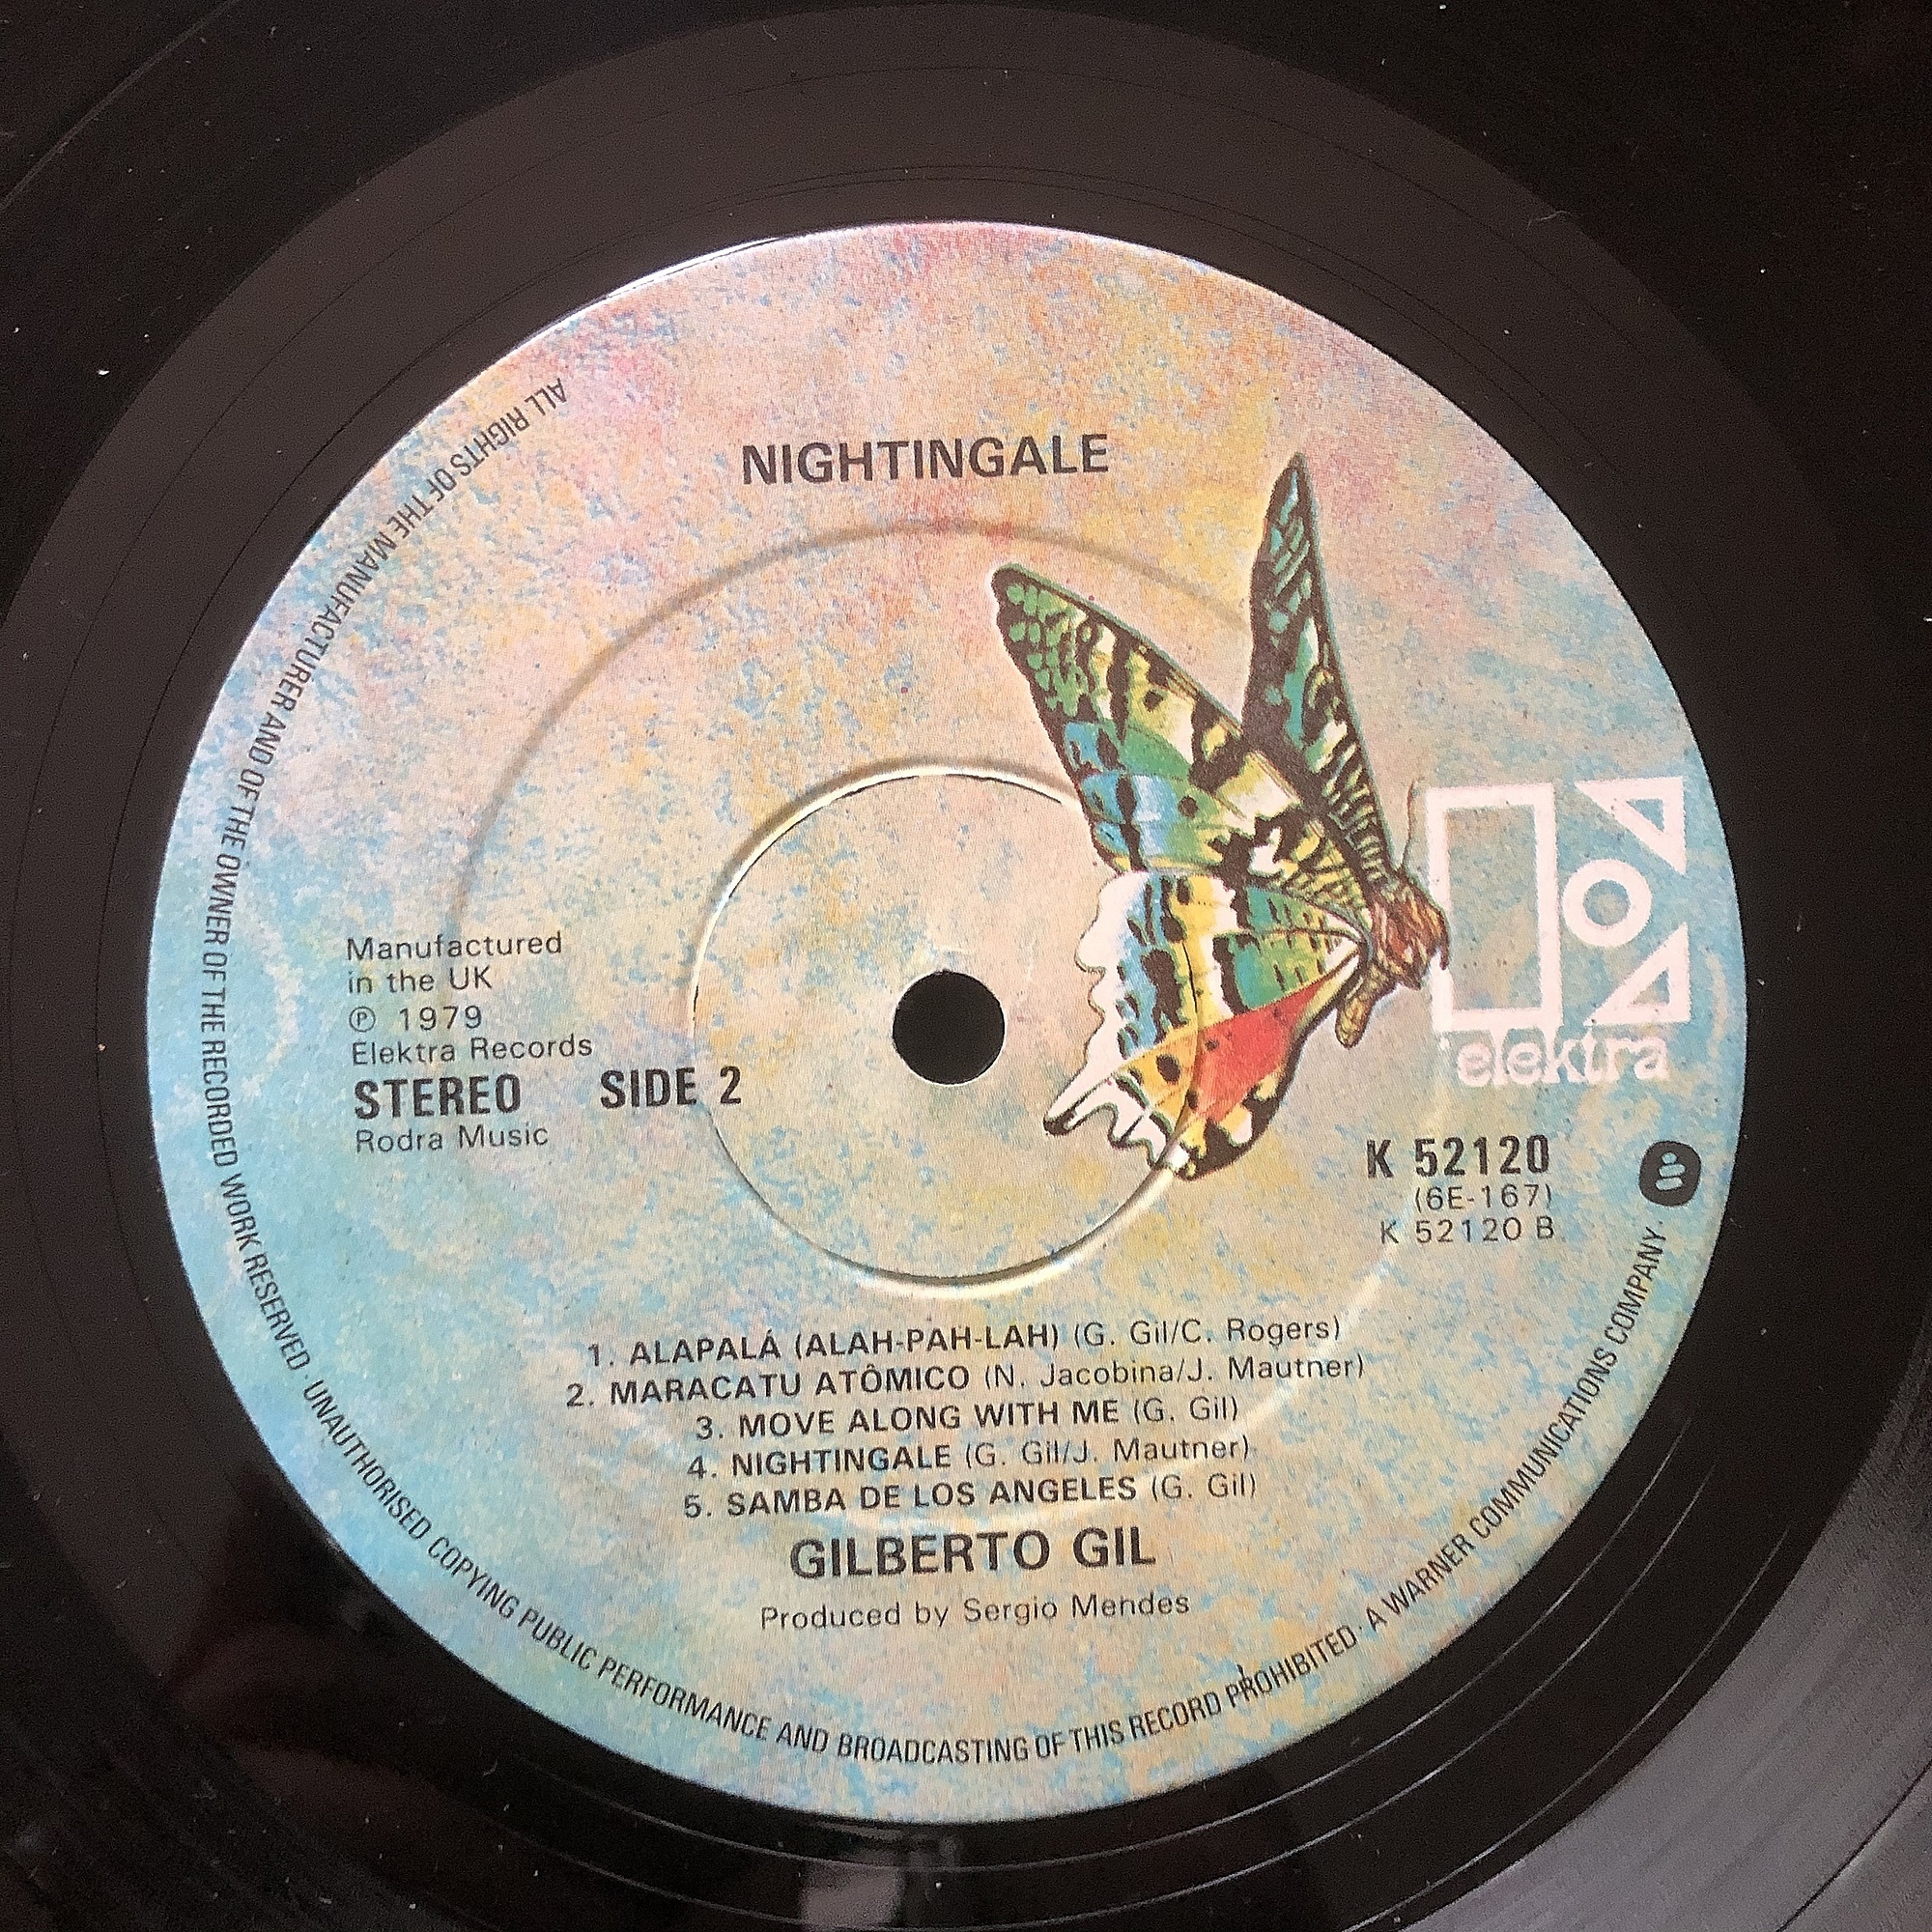 NIGHTINGALE
Manufactured
in the UK
℗ 1979
Elektra Records
STEREO SIDE 2
Rodra Music
elektra
K 52120
(6E-167)
K 52120 B
1. ALAPALÁ (ALAH-PAH-LAH) (G. Gil/C. Rogers)
2. MARACATU ATÔMICO (N. Jacobina/J. Mautner)
3. MOVE ALONG WITH ME (G. Gil)
4. NIGHTINGALE (G. Gil/J. Mautner)
5. SAMBA DE LOS ANGELES (G. Gil)
GILBERTO GIL
Produced by Sergio Mendes
ALL RIGHTS OF THE MANUFACTURER AND OF THE OWNER OF THE RECORDED WORK RESERVED · UNAUTHORISED COPYING PUBLIC PERFORMANCE AND BROADCASTING OF THIS RECORD PROHIBITED · A WARNER COMMUNICATIONS COMPANY.